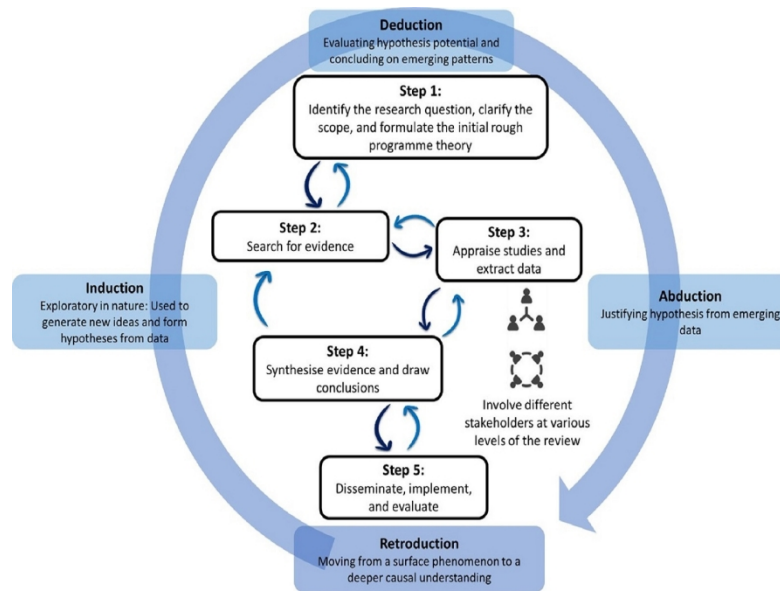 Deduction
Evaluating hypothesis potential and
concluding on emerging patterns
Step 1:
Identify the research question, clarify the
scope, and formulate the initial rough
programme theory
Step 2:
Search for evidence
Step 3:
Appraise studies and
extract data
Induction
Exploratory in nature: Used to
generate new ideas and form
hypotheses from data
Abduction
Justifying hypothesis from emerging
data
Step 4:
Synthesise evidence and draw
conclusions
Involve different
stakeholders at various
levels of the review
Step 5:
Disseminate, implement,
and evaluate
Retroduction
Moving from a surface phenomenon to a
deeper causal understanding